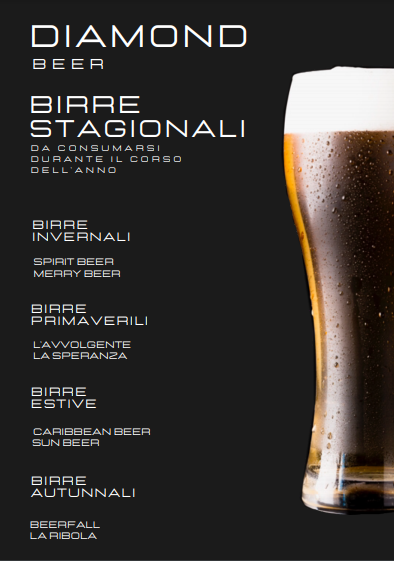 DIAMOND
BEER
BIRRE
STAGIONALI
DA CONSUMARSI
DURANTE IL CORSO
DELL'ANNO
BIRRE
INVERNALI
SPIRIT BEER
MERRY BEER
BIRRE
PRIMAVERILI
L'AVVOLGENTE
LA SPERANZA
BIRRE
ESTIVE
CARIBBEAN BEER
SUN BEER
BIRRE
AUTUNNALI
BEERFALL
LA RIBOLA